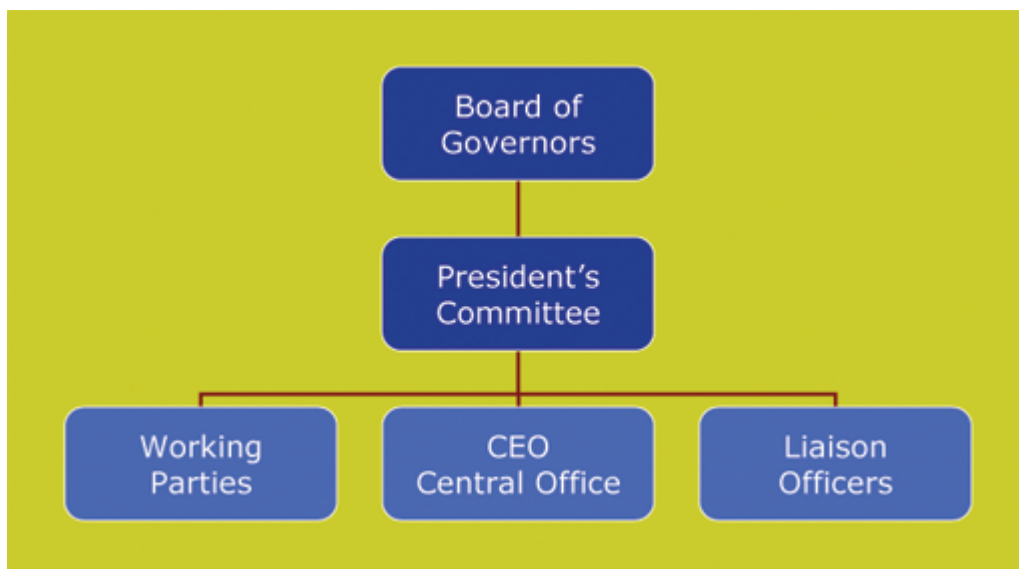 Board of
Governors
President’s
Committee
Working
Parties
CEO
Central Office
Liaison
Officers